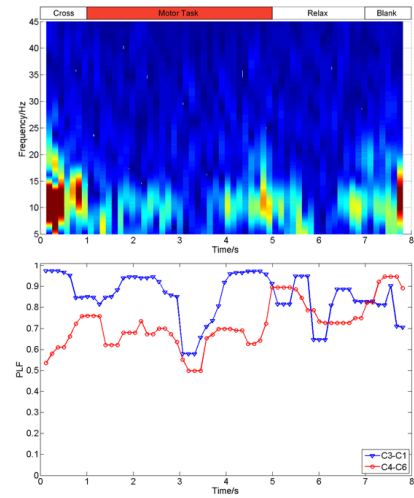 Cross Motor Task Relax Blank
45
40
35
30
25
20
15
10
5
Frequency/Hz
0 1 2 3 4 5 6 7 8
Time/s
1
0.9
0.8
0.7
0.6
0.5
0.4
0.3
0.2
0.1
0
PLF
C3-C1
C4-C6
0 1 2 3 4 5 6 7 8
Time/s